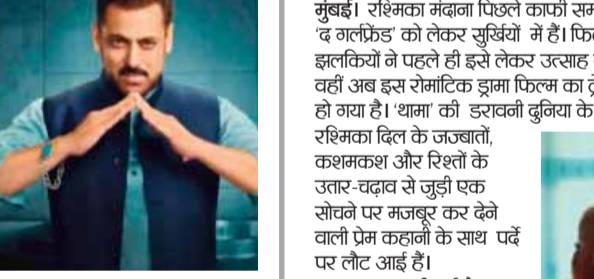 मुंबई। रश्मिका मंदाना पिछले काफी सम
'द गर्लफ्रेंड' को लेकर सुर्खियों में हैं। फि
झलकियों ने पहले ही इसे लेकर उत्साह
वहीं अब इस रोमांटिक ड्रामा फिल्म का ट्रे
हो गया है। 'थामा' की डरावनी दुनिया के
रश्मिका दिल के जज्बातों,
कशमकश और रिश्तों के
उतार-चढ़ाव से जुड़ी एक
सोचने पर मजबूर कर देने
वाली प्रेम कहानी के साथ पर्दे
पर लौट आई हैं।